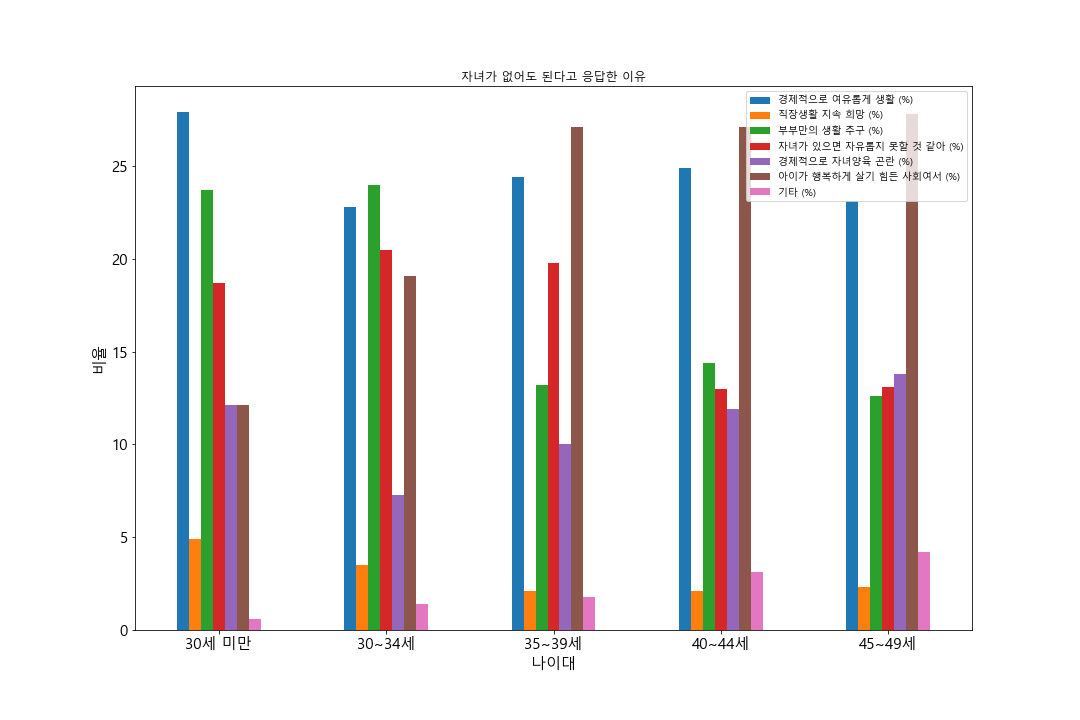 자녀가 없어도 된다고 응답한 이유
경제적으로 여유롭게 생활 (%)
직장생활 지속 희망 (%)
부부만의 생활 추구 (%)
자녀가 있으면 자유롭지 못할 것 같아 (%)
경제적으로 자녀양육 곤란 (%)
아이가 행복하게 살기 힘든 사회여서 (%)
기타 (%)
비율
25
20
15
10
5
0
30세 미만
30~34세
35~39세
40~44세
45~49세
나이대